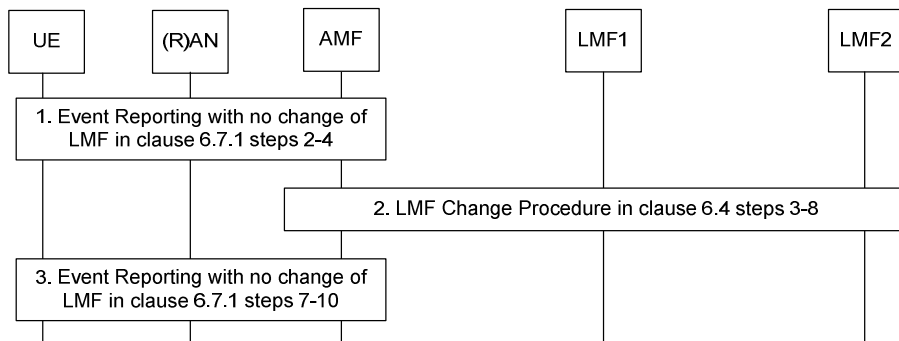 UE
(R)AN
AMF
LMF1
LMF2
1. Event Reporting with no change of
LMF in clause 6.7.1 steps 2-4
2. LMF Change Procedure in clause 6.4 steps 3-8
3. Event Reporting with no change of
LMF in clause 6.7.1 steps 7-10